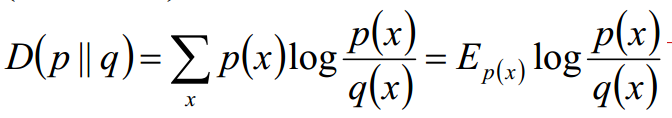 D(p || q) = ∑_x p(x) log p(x)/q(x) = E_{p(x)} log p(x)/q(x)